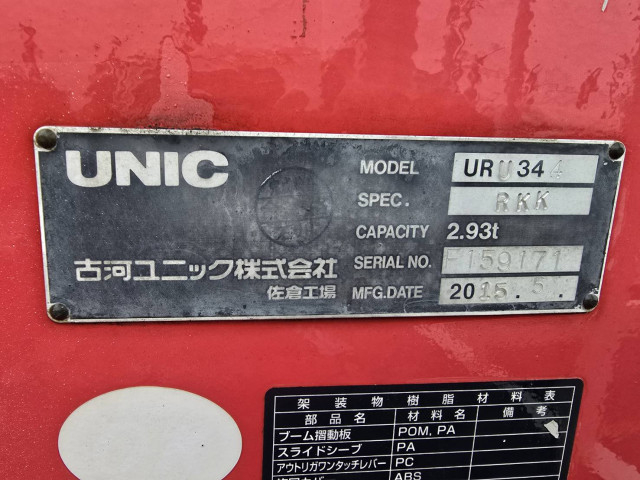 UNIC
MODEL URU344
SPEC. RKK
CAPACITY 2.93t
古河ユニック株式会社
佐倉工場
SERIAL NO. F159171
MFG.DATE 2015.5.
架装物樹脂材料表
部品名 材料名 備考
ブーム摺動板 POM, PA
スライドシーブ PA
アウトリガワンタッチレバー PC
ABS